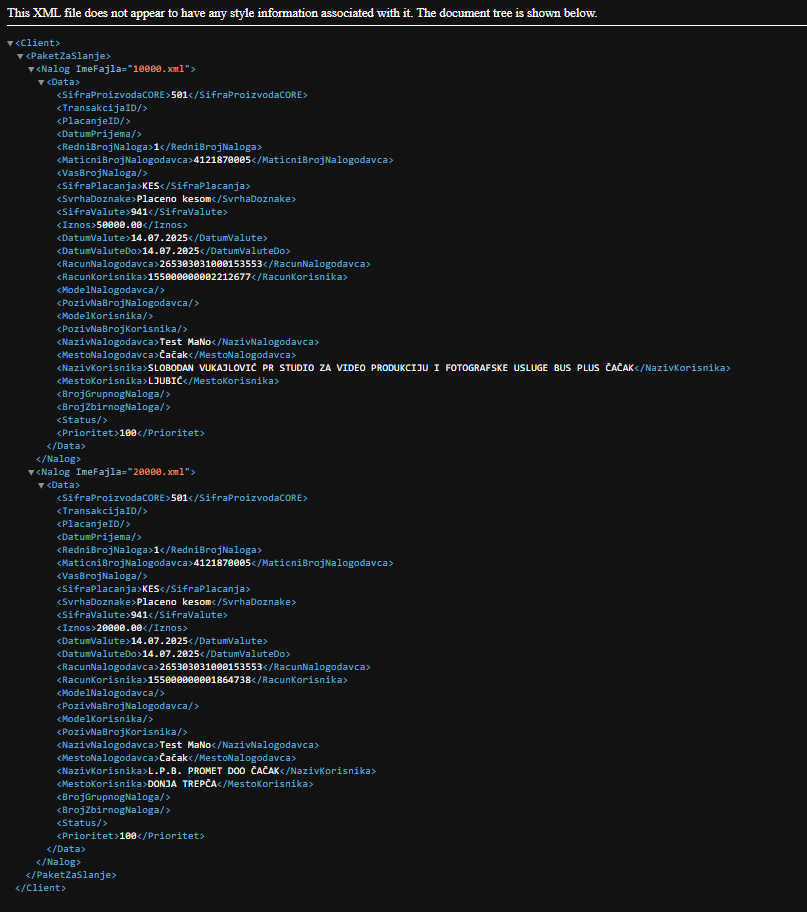 This XML file does not appear to have any style information associated with it. The document tree is shown below.
▼<Client>
▼<PaketZaSlanje>
▼<Nalog ImeFajla="10000.xml">
▼<Data>
<SifraProizvodaCORE>501</SifraProizvodaCORE>
<TransakcijaID/>
<PlacanjeID/>
<DatumPrijema/>
<RedniBrojNaloga>1</RedniBrojNaloga>
<MaticniBrojNalogodavca>4121870005</MaticniBrojNalogodavca>
<VasBrojNaloga/>
<SifraPlacanja>KES</SifraPlacanja>
<SvrhaDoznake>Placeno kesom</SvrhaDoznake>
<SifraValute>941</SifraValute>
<Iznos>50000.00</Iznos>
<DatumValute>14.07.2025</DatumValute>
<DatumValuteDo>14.07.2025</DatumValuteDo>
<RacunNalogodavca>265303031000153553</RacunNalogodavca>
<RacunKorisnika>155000000002212677</RacunKorisnika>
<ModelNalogodavca/>
<PozivNaBrojNalogodavca/>
<ModelKorisnika/>
<PozivNaBrojKorisnika/>
<NazivNalogodavca>Test MaNo</NazivNalogodavca>
<MestoNalogodavca>Čačak</MestoNalogodavca>
<NazivKorisnika>SLOBODAN VUKAJLOVIĆ PR STUDIO ZA VIDEO PRODUKCIJU I FOTOGRAFSKE USLUGE BUS PLUS ČAČAK</NazivKorisnika>
<MestoKorisnika>LJUBIĆ</MestoKorisnika>
<BrojGrupnogNaloga/>
<BrojZbirnogNaloga/>
<Status/>
<Prioritet>100</Prioritet>
</Data>
</Nalog>
▼<Nalog ImeFajla="20000.xml">
▼<Data>
<SifraProizvodaCORE>501</SifraProizvodaCORE>
<TransakcijaID/>
<PlacanjeID/>
<DatumPrijema/>
<RedniBrojNaloga>1</RedniBrojNaloga>
<MaticniBrojNalogodavca>4121870005</MaticniBrojNalogodavca>
<VasBrojNaloga/>
<SifraPlacanja>KES</SifraPlacanja>
<SvrhaDoznake>Placeno kesom</SvrhaDoznake>
<SifraValute>941</SifraValute>
<Iznos>20000.00</Iznos>
<DatumValute>14.07.2025</DatumValute>
<DatumValuteDo>14.07.2025</DatumValuteDo>
<RacunNalogodavca>265303031000153553</RacunNalogodavca>
<RacunKorisnika>155000000001864738</RacunKorisnika>
<ModelNalogodavca/>
<PozivNaBrojNalogodavca/>
<ModelKorisnika/>
<PozivNaBrojKorisnika/>
<NazivNalogodavca>Test MaNo</NazivNalogodavca>
<MestoNalogodavca>Čačak</MestoNalogodavca>
<NazivKorisnika>L.P.B. PROMET DOO ČAČAK</NazivKorisnika>
<MestoKorisnika>DONJA TREPČA</MestoKorisnika>
<BrojGrupnogNaloga/>
<BrojZbirnogNaloga/>
<Status/>
<Prioritet>100</Prioritet>
</Data>
</Nalog>
</PaketZaSlanje>
</Client>